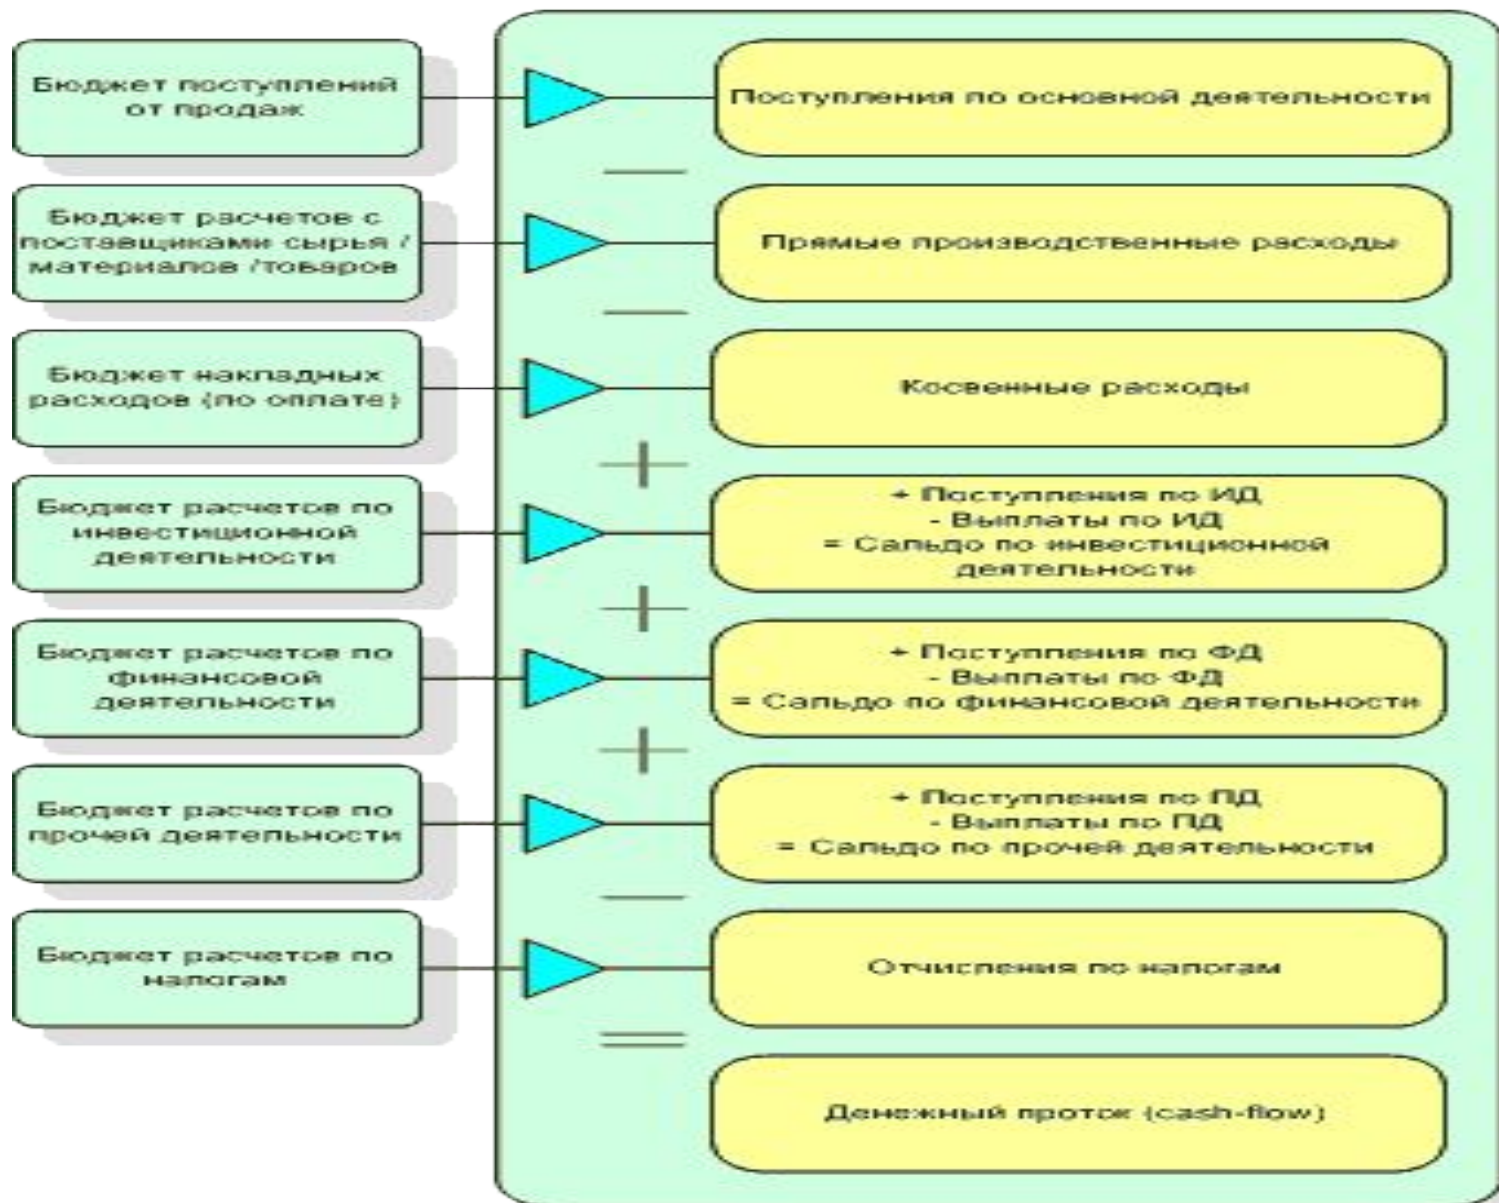 Бюджет поступлений
от продаж
Поступления по основной деятельности
—
Бюджет расчетов с
поставщиками сырья /
материалов /товаров
Прямые производственные расходы
—
Бюджет накладных
расходов (по оплате)
Косвенные расходы
+
Бюджет расчетов по
инвестиционной
деятельности
+ Поступления по ИД
- Выплаты по ИД
= Сальдо по инвестиционной
деятельности
+
Бюджет расчетов по
финансовой
деятельности
+ Поступления по ФД
- Выплаты по ФД
= Сальдо по финансовой деятельности
+
Бюджет расчетов по
прочей деятельности
+ Поступления по ПД
- Выплаты по ПД
= Сальдо по прочей деятельности
—
Бюджет расчетов по
налогам
Отчисления по налогам
=
Денежный проток (cash-flow)